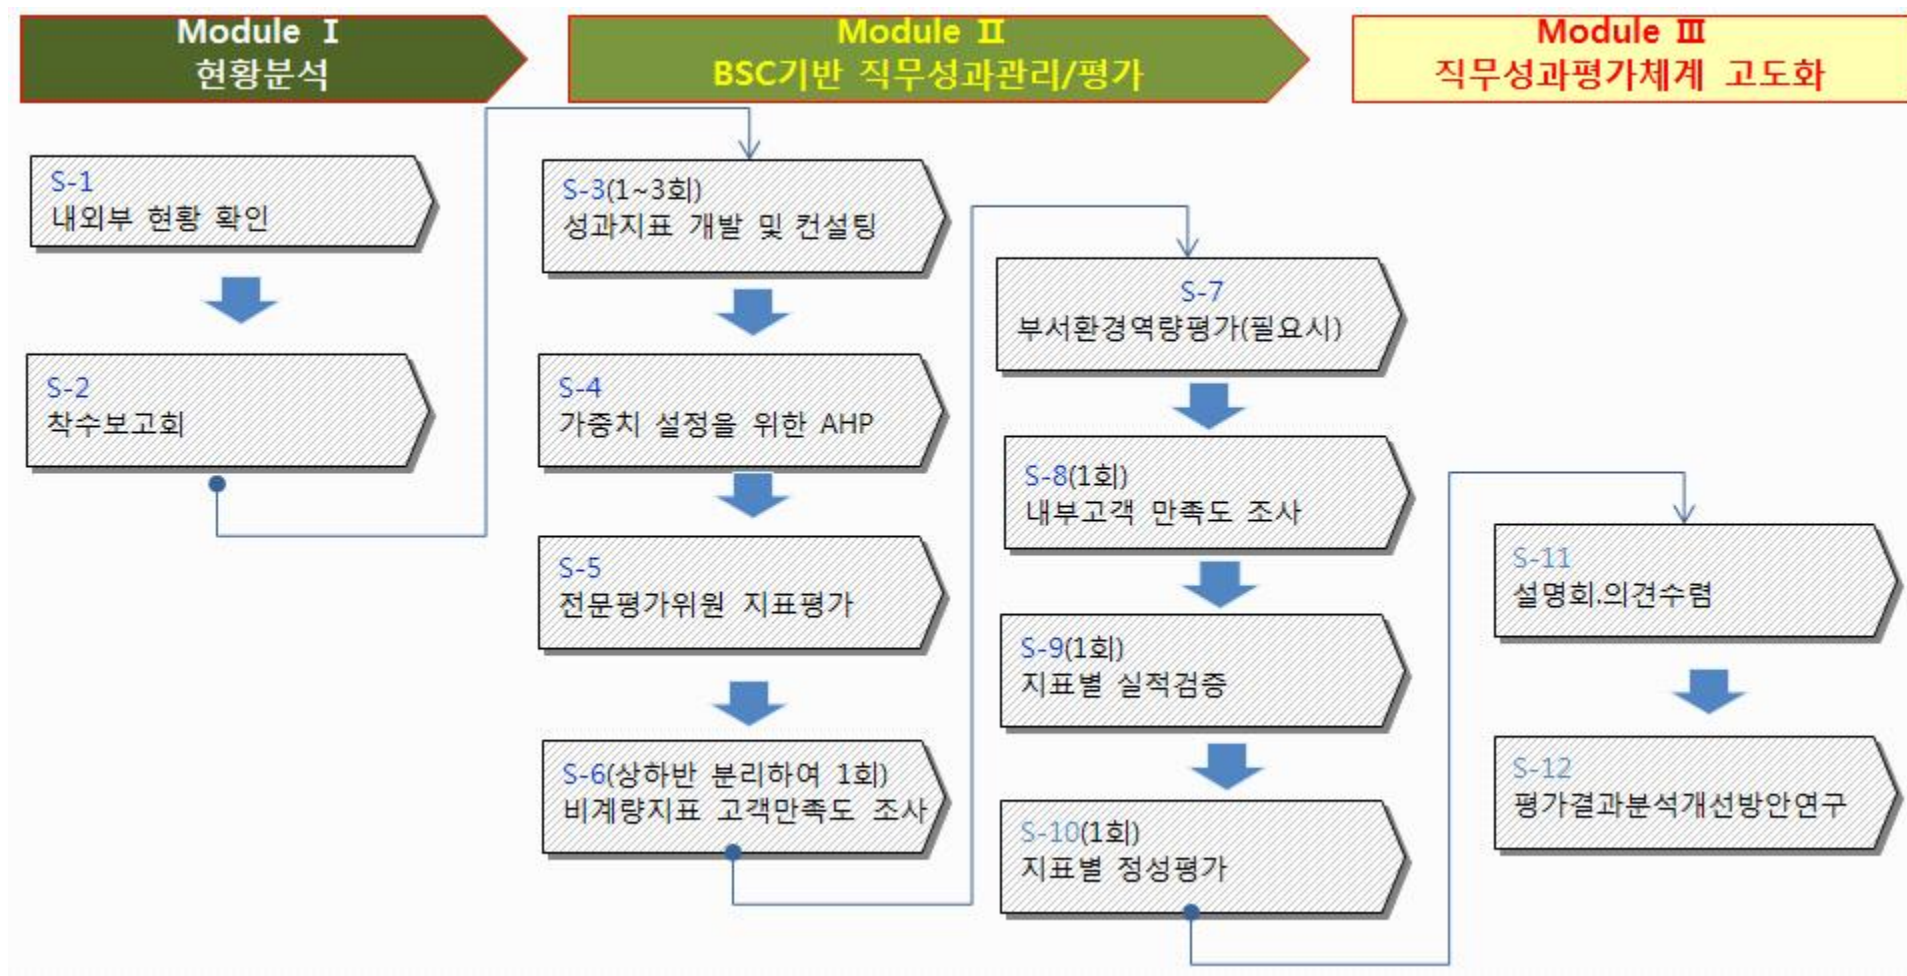 Module Ⅰ
현황분석
Module Ⅱ
BSC기반 직무성과관리/평가
Module Ⅲ
직무성과평가체계 고도화
S-1
내외부 현황 확인
S-2
착수보고회
S-3(1~3회)
성과지표 개발 및 컨설팅
S-4
가중치 설정을 위한 AHP
S-5
전문평가위원 지표평가
S-6(상하반 분리하여 1회)
비계량지표 고객만족도 조사
S-7
부서환경역량평가(필요시)
S-8(1회)
내부고객 만족도 조사
S-9(1회)
지표별 실적검증
S-10(1회)
지표별 정성평가
S-11
설명회.의견수렴
S-12
평가결과분석개선방안연구